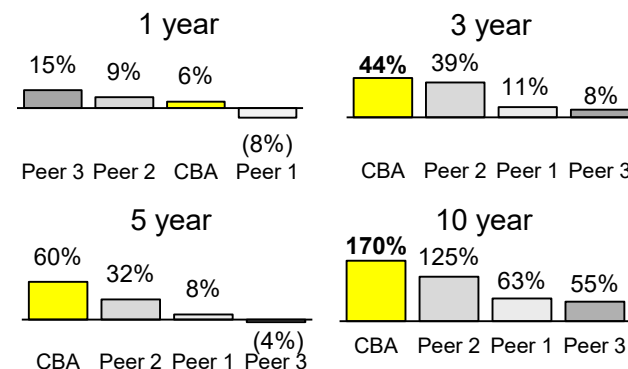 1 year
15% 9% 6%
(8%)
Peer 3 Peer 2 CBA Peer 1
3 year
44% 39% 11% 8%
CBA Peer 2 Peer 1 Peer 3
5 year
60% 32% 8%
(4%)
CBA Peer 2 Peer 1 Peer 3
10 year
170% 125% 63% 55%
CBA Peer 2 Peer 1 Peer 3